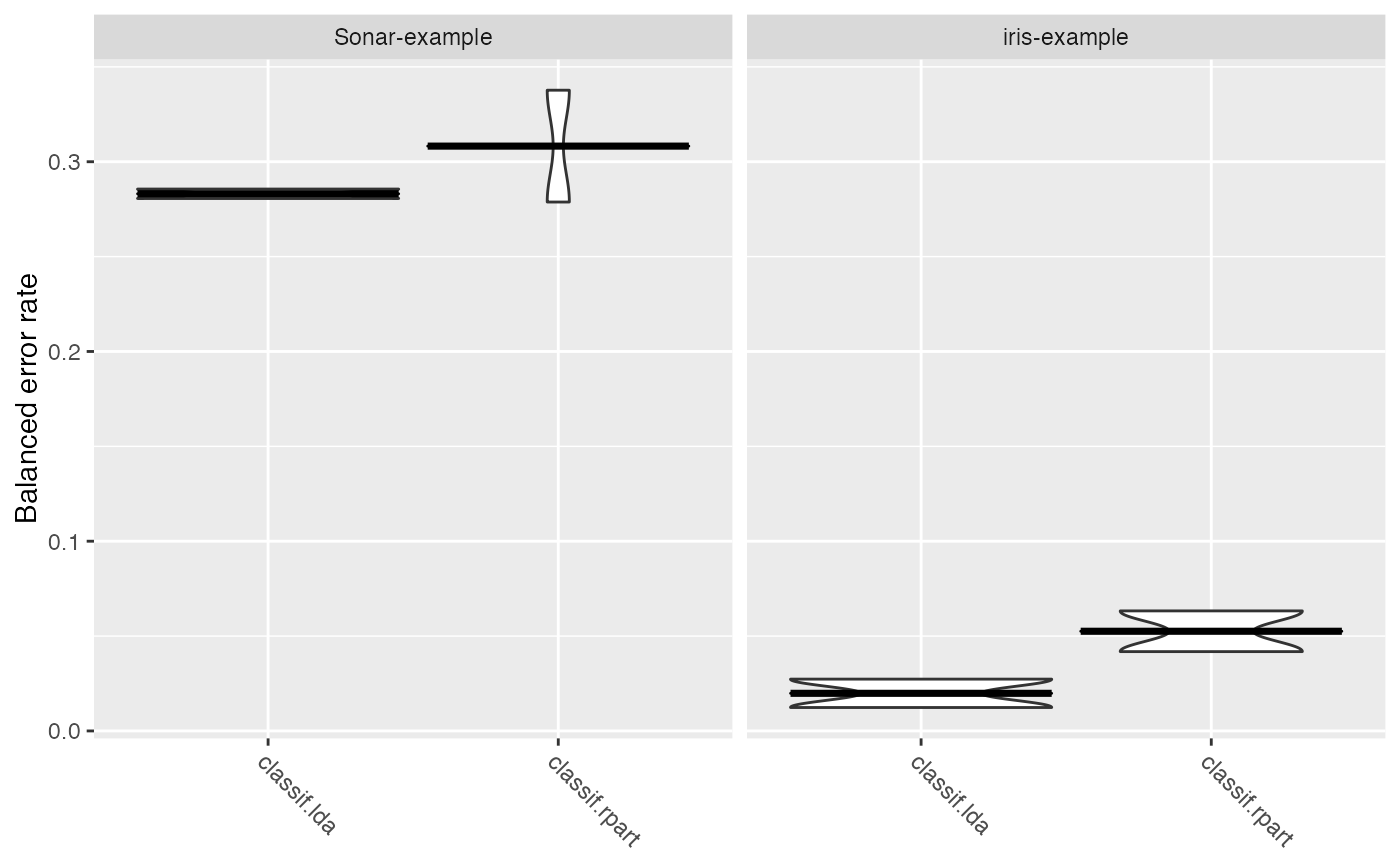 Sonar-example
iris-example
Balanced error rate
0.3
0.2
0.1
0.0
classif.lda
classif.rpart
classif.lda
classif.rpart